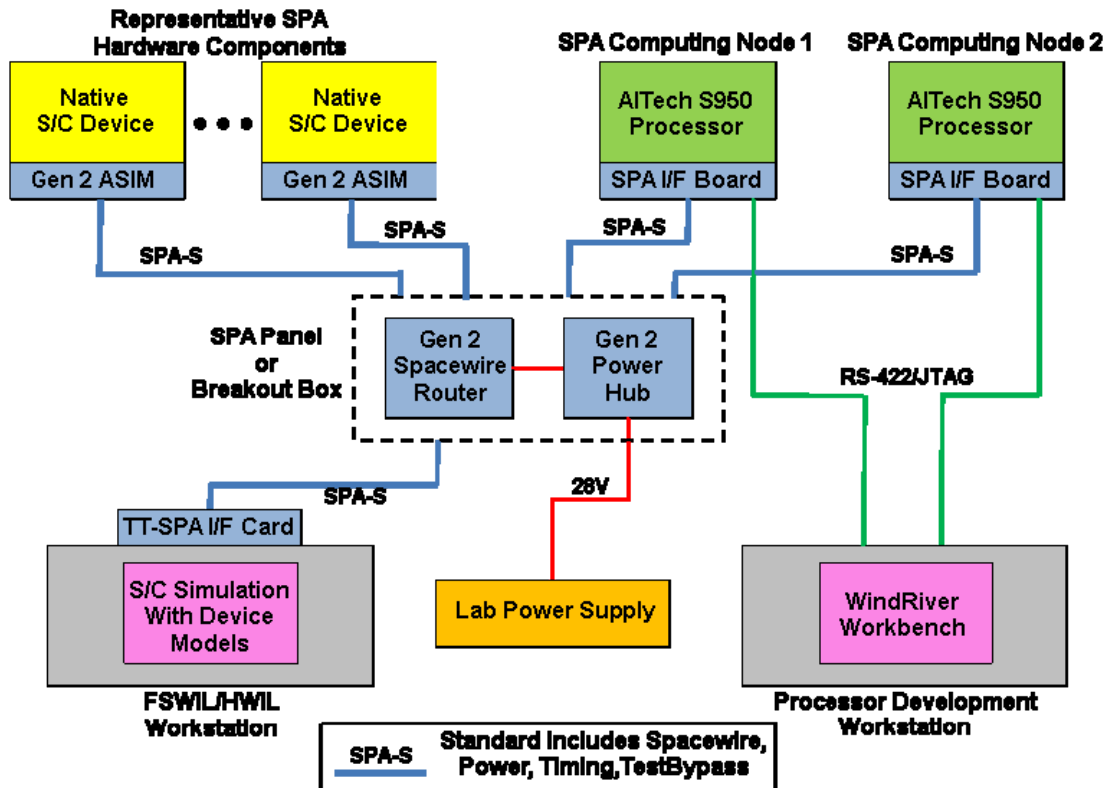 Representative SPA
Hardware Components
SPA Computing Node 1
SPA Computing Node 2
Native
S/C Device
Native
S/C Device
AITech S950
Processor
AITech S950
Processor
Gen 2 ASIM
Gen 2 ASIM
SPA I/F Board
SPA I/F Board
SPA-S
SPA-S
SPA-S
SPA-S
SPA Panel
or
Breakout Box
Gen 2
Spacewire
Router
Gen 2
Power
Hub
RS-422/JTAG
SPA-S
28V
TT-SPA I/F Card
S/C Simulation
With Device
Models
Lab Power Supply
WindRiver
Workbench
FSWIL/HWIL
Workstation
Processor Development
Workstation
SPA-S
Standard Includes Spacewire,
Power, Timing,TestBypass